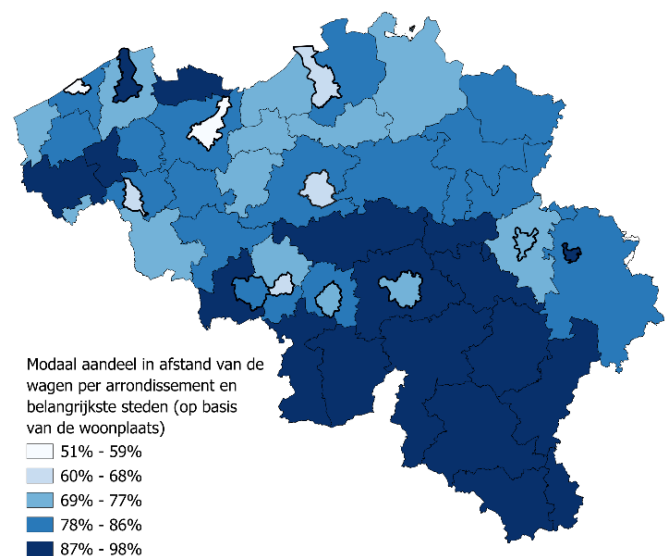 Modaal aandeel in afstand van de
wagen per arrondissement en
belangrijkste steden (op basis
van de woonplaats)
51% - 59%
60% - 68%
69% - 77%
78% - 86%
87% - 98%